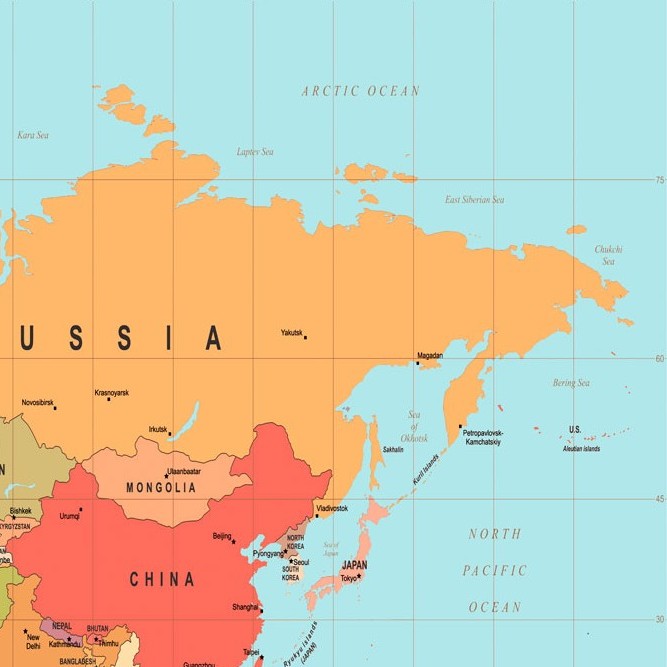 ARCTIC OCEAN
Kara Sea
Laptev Sea
75
East Siberian Sea
Chukchi
Sea
USSIA
Yakutsk
Magadan
60
Bering Sea
Krasnoyarsk
Novosibirsk
Irkutsk
Sea
of
Okhotsk
Petropavlovsk-
Kamchatskiy
U.S.
Aleutian islands
Sakhalin
Kuril Islands
N
Ulaanbaatar
MONGOLIA
45
Bishkek
KYRGYZSTAN
Urumqi
Vladivostok
Beijing
NORTH
KOREA
Pyongyang
Sea of
Japan
Seoul
SOUTH
KOREA
JAPAN
Tokyo
NORTH
PACIFIC
OCEAN
CHINA
Shanghai
30
NEPAL
BHUTAN
New
Delhi
Kathmandu
Thimhu
BANGLADESH
Taipei
Guangzhou
Ryukyu Islands
(JAPAN)